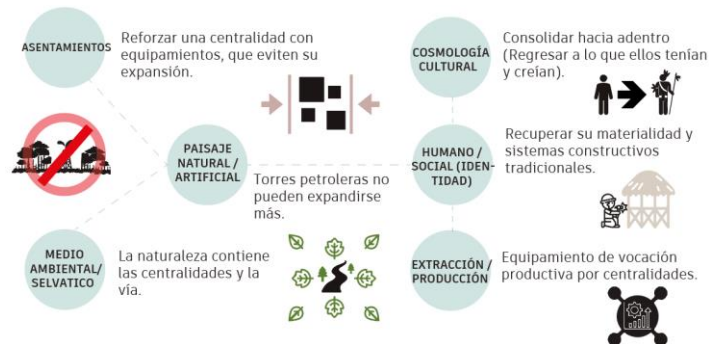 ASENTAMIENTOS
Reforzar una centralidad con
equipamientos, que eviten su
expansión.
PAISAJE
NATURAL /
ARTIFICIAL
Torres petroleras no
pueden expandirse
más.
MEDIO
AMBIENTAL/
SELVATICO
La naturaleza contiene
las centralidades y la
vía.
COSMOLOGÍA
CULTURAL
Consolidar hacia adentro
(Regresar a lo que ellos tenían
y creían).
HUMANO /
SOCIAL (IDEN-
TIDAD)
Recuperar su materialidad y
sistemas constructivos
tradicionales.
EXTRACCIÓN /
PRODUCCIÓN
Equipamiento de vocación
productiva por centralidades.